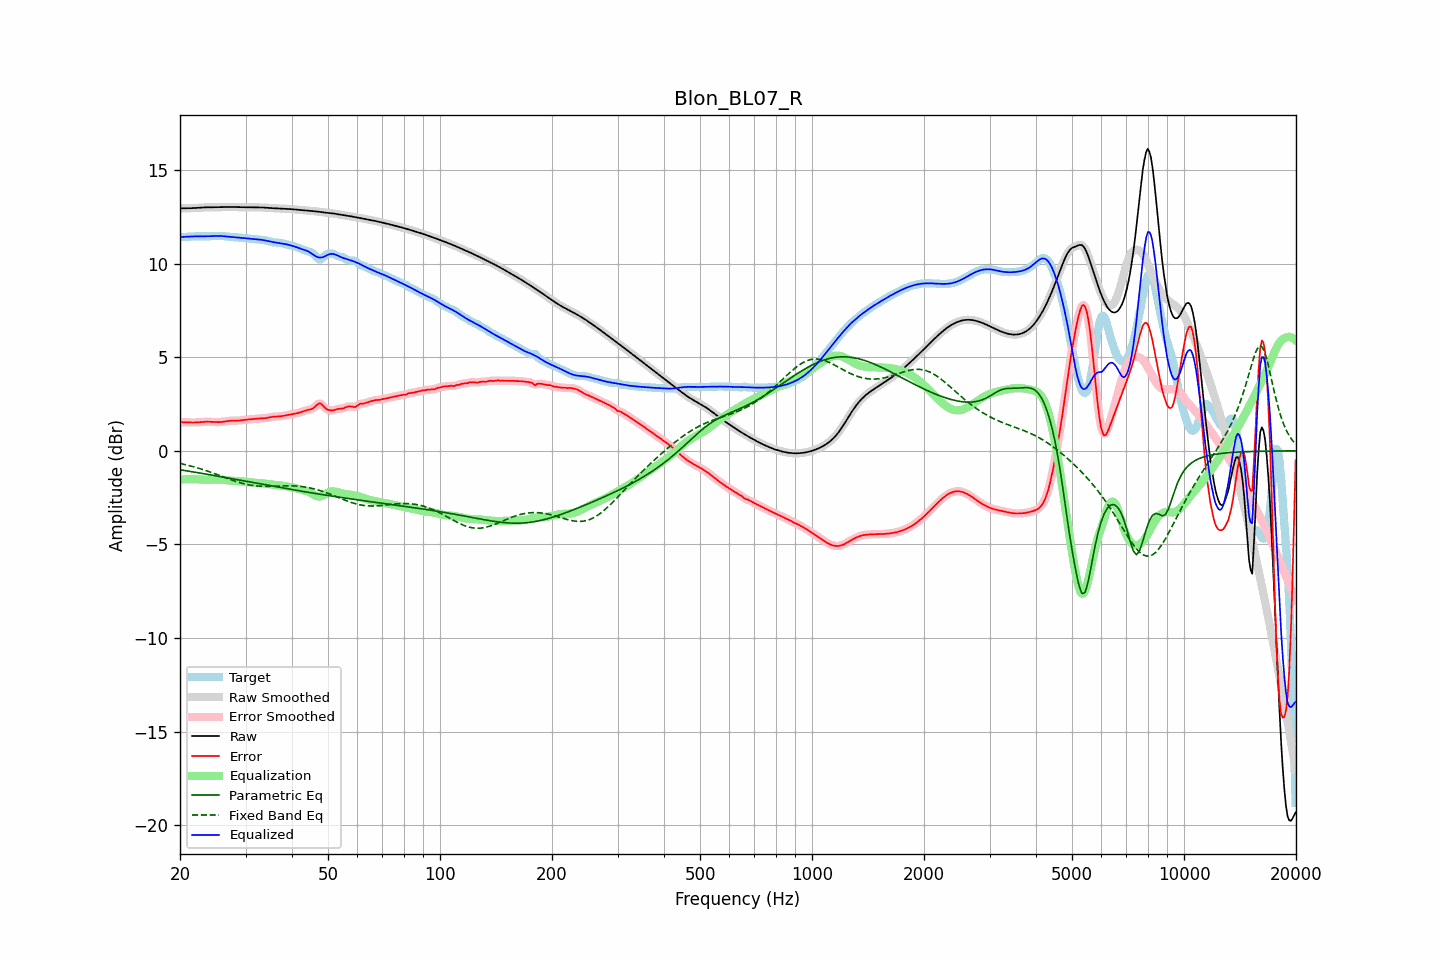 Blon_BL07_R
Amplitude (dBr)
15
10
5
0
−5
−10
−15
−20
Target
Raw Smoothed
Error Smoothed
Raw
Error
Equalization
Parametric Eq
Fixed Band Eq
Equalized
20 50 100 200 500 1000 2000 5000 10000 20000
Frequency (Hz)